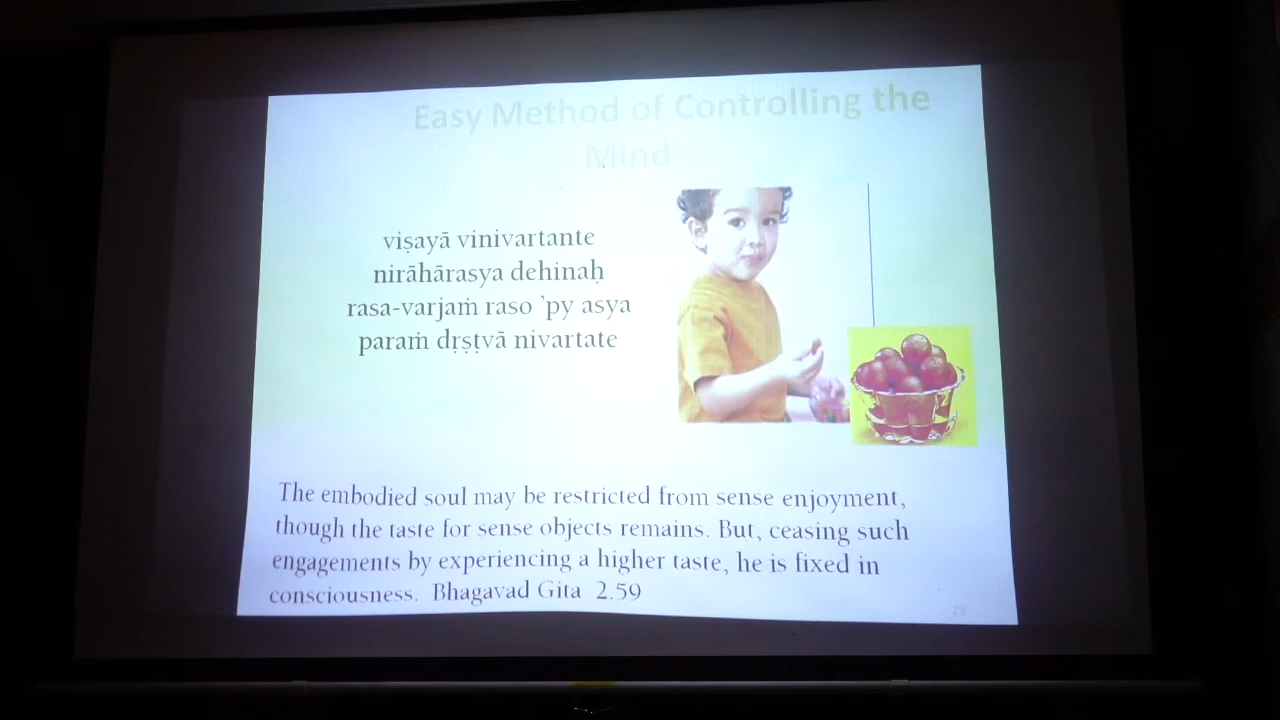 Easy Method of Controlling the
Mind
viṣayā vinivartante
nirāhārasya dehinaḥ
rasa-varjaṁ raso ’py asya
paraṁ dṛṣṭvā nivartate
The embodied soul may be restricted from sense enjoyment,
though the taste for sense objects remains. But, ceasing such
engagements by experiencing a higher taste, he is fixed in
consciousness. Bhagavad Gita 2.59